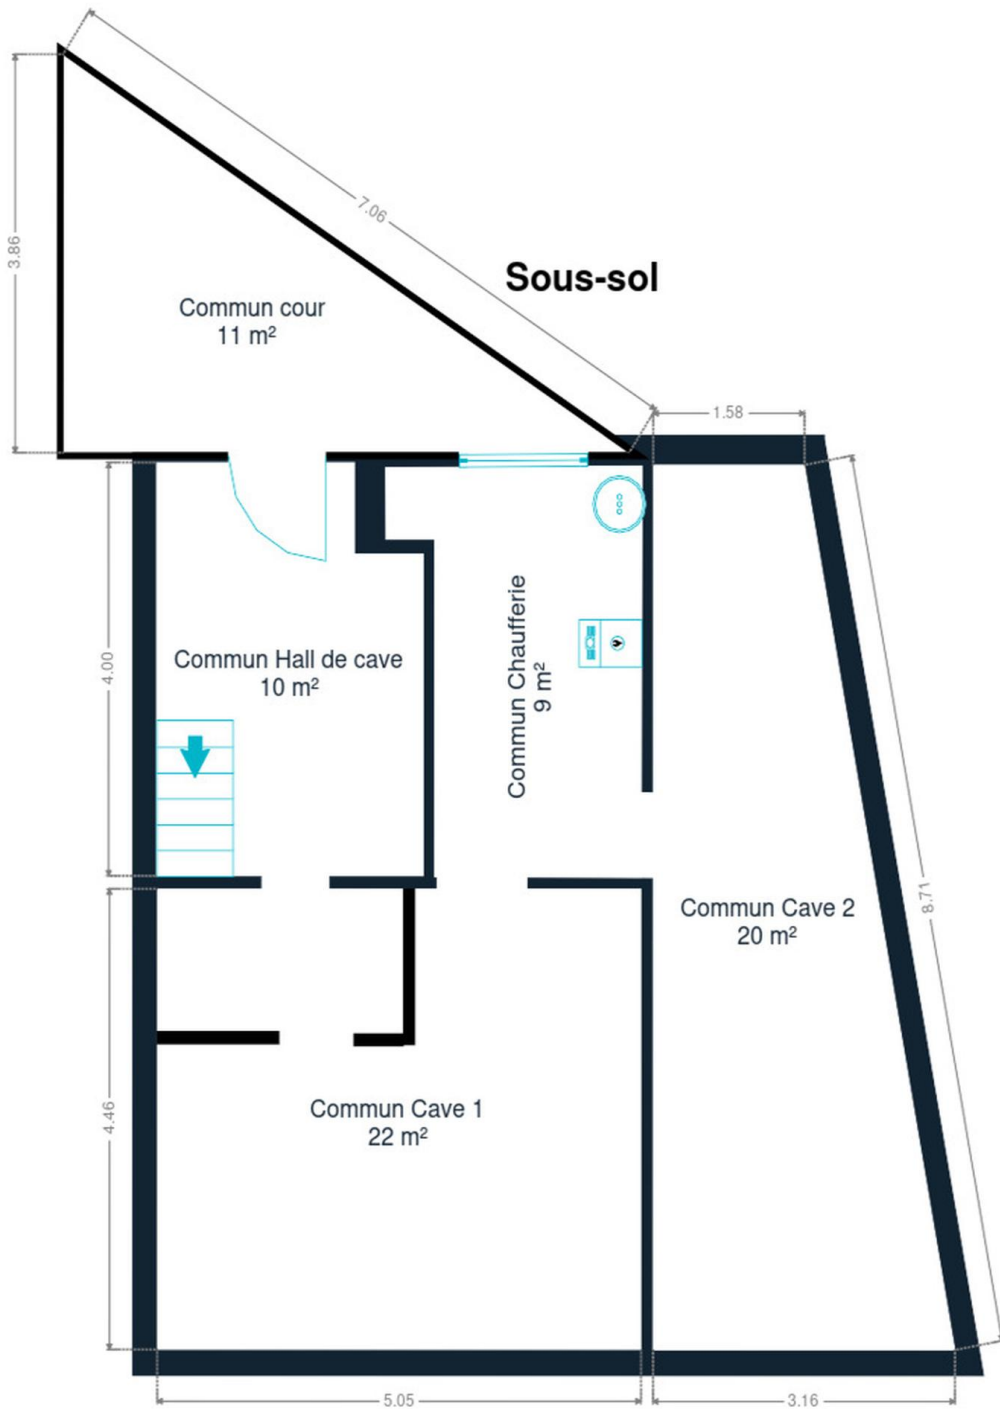 7.06
3.86
Sous-sol
Commun cour
11 m²
1.58
Commun Hall de cave
10 m²
4.00
Commun Chaufferie
9 m²
Commun Cave 2
20 m²
8.71
Commun Cave 1
22 m²
4.46
5.05
3.16